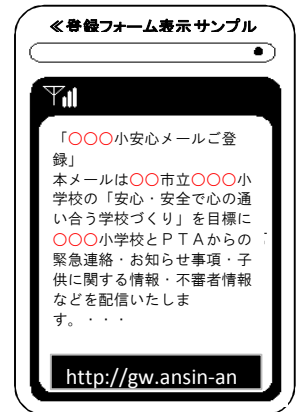 ≪登録フォーム表示サンプル
「○○○小安心メールご登
録」
本メールは○○市立○○○小
学校の「安心・安全で心の通
い合う学校づくり」を目標に
○○○小学校とＰＴＡからの
緊急連絡・お知らせ事項・子
供に関する情報・不審者情報
などを配信いたしま
す。・・・
http://gw.ansin-an